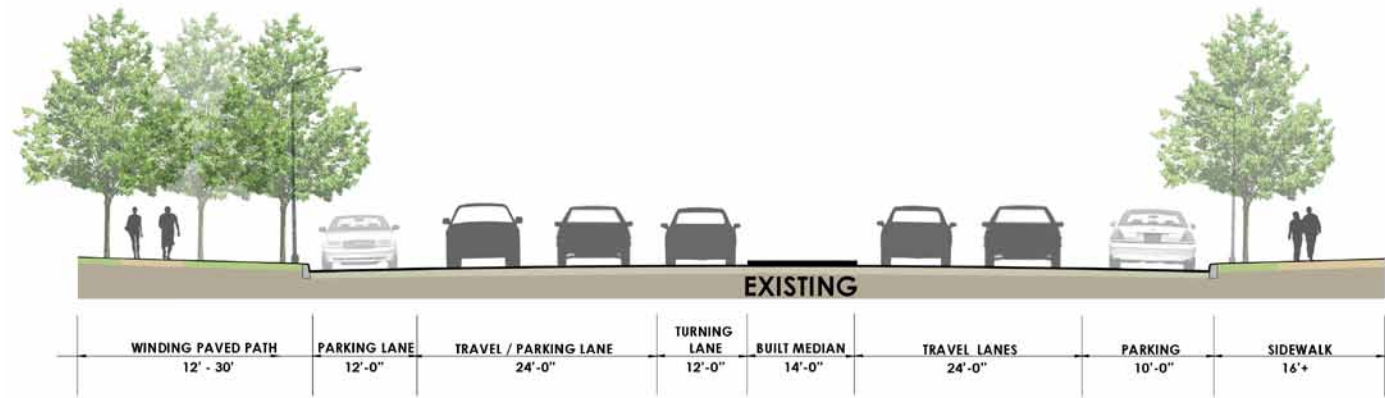 EXISTING
WINDING PAVED PATH
12' - 30'
PARKING LANE
12'-0"
TRAVEL / PARKING LANE
24'-0"
TURNING
LANE
12'-0"
BUILT MEDIAN
14'-0"
TRAVEL LANES
24'-0"
PARKING
10'-0"
SIDEWALK
16'+